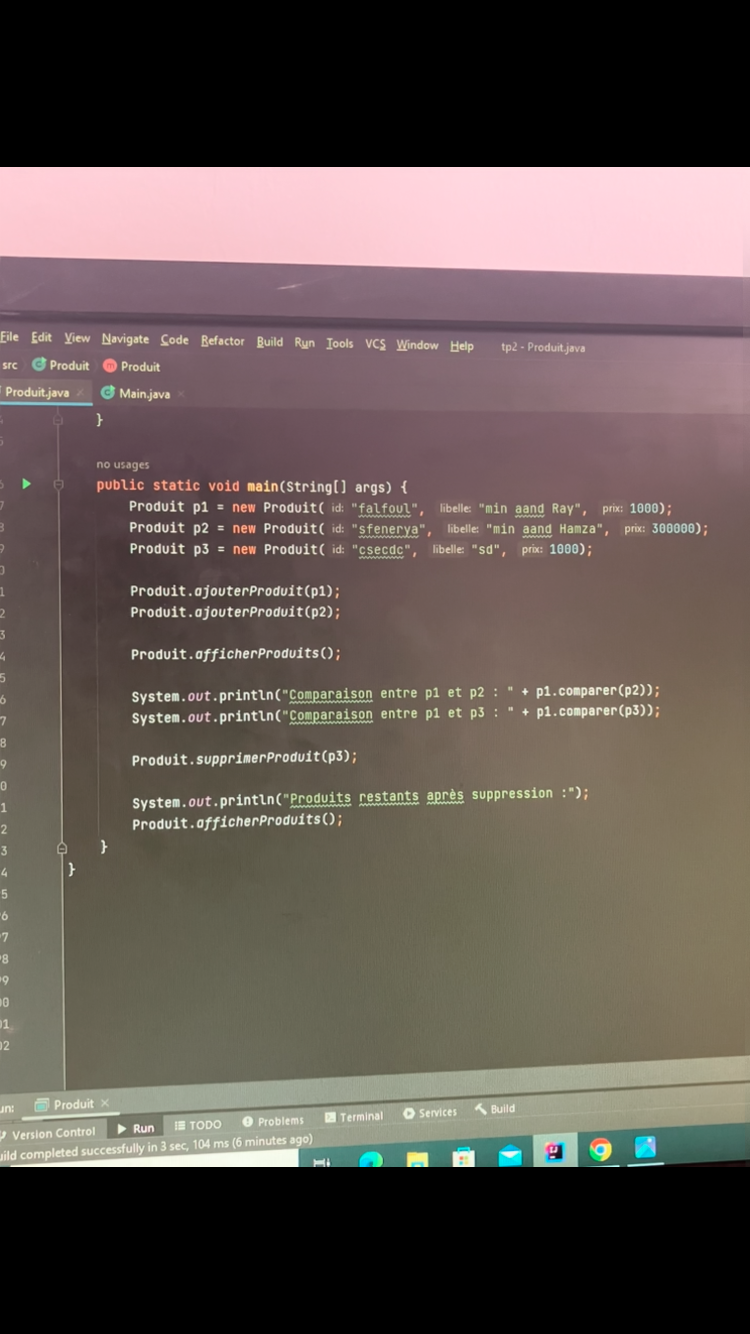 File Edit View Navigate Code Refactor Build Run Tools VCS Window Help tp2 - Produit.java
src Produit m Produit
Produit.java Main.java
}
no usages
public static void main(String[] args) {
Produit p1 = new Produit( id: "falfoul", libelle: "min aand Ray", prix: 1000);
Produit p2 = new Produit( id: "sfenerya", libelle: "min aand Hamza", prix: 300000);
Produit p3 = new Produit( id: "csecdc", libelle: "sd", prix: 1000);
Produit.ajouterProduit(p1);
Produit.ajouterProduit(p2);
Produit.afficherProduits();
System.out.println("Comparaison entre p1 et p2 : " + p1.comparer(p2));
System.out.println("Comparaison entre p1 et p3 : " + p1.comparer(p3));
Produit.supprimerProduit(p3);
System.out.println("Produits restants après suppression :");
Produit.afficherProduits();
}
}
un: Produit
Version Control Run TODO Problems Terminal Services Build
uild completed successfully in 3 sec, 104 ms (6 minutes ago)